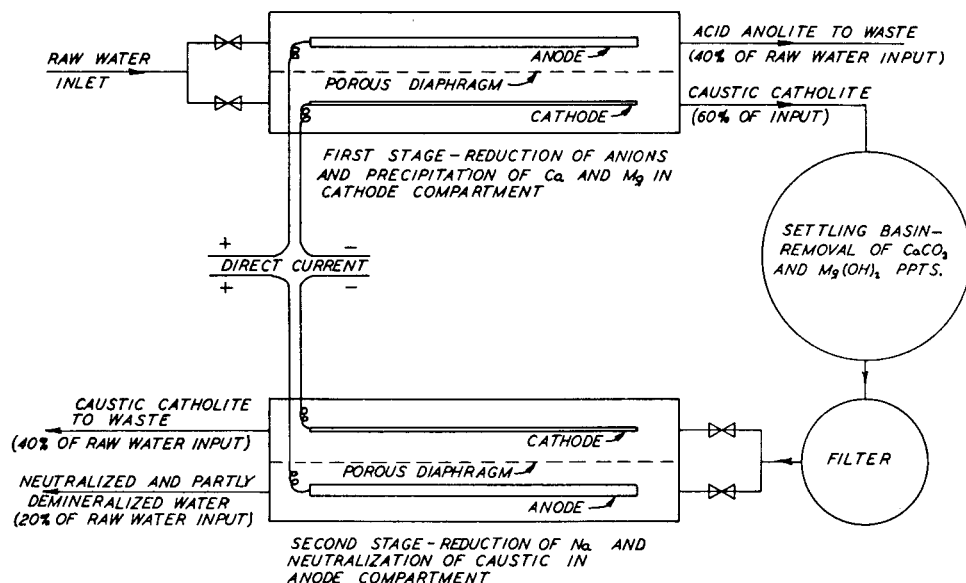 RAW WATER
INLET
ANODE
POROUS DIAPHRAGM
CATHODE
ACID ANOLITE TO WASTE
(40% OF RAW WATER INPUT)
CAUSTIC CATHOLITE
(60% OF INPUT)
FIRST STAGE-REDUCTION OF ANIONS
AND PRECIPITATION OF Ca AND Mg IN
CATHODE COMPARTMENT
SETTLING BASIN-
REMOVAL OF CaCO₃
AND Mg(OH)₂ PPTS.
+ −
DIRECT CURRENT
+ −
CAUSTIC CATHOLITE
TO WASTE
(40% OF RAW WATER INPUT)
NEUTRALIZED AND PARTLY
DEMINERALIZED WATER
(20% OF RAW WATER INPUT)
CATHODE
POROUS DIAPHRAGM
ANODE
FILTER
SECOND STAGE-REDUCTION OF Na AND
NEUTRALIZATION OF CAUSTIC IN
ANODE COMPARTMENT